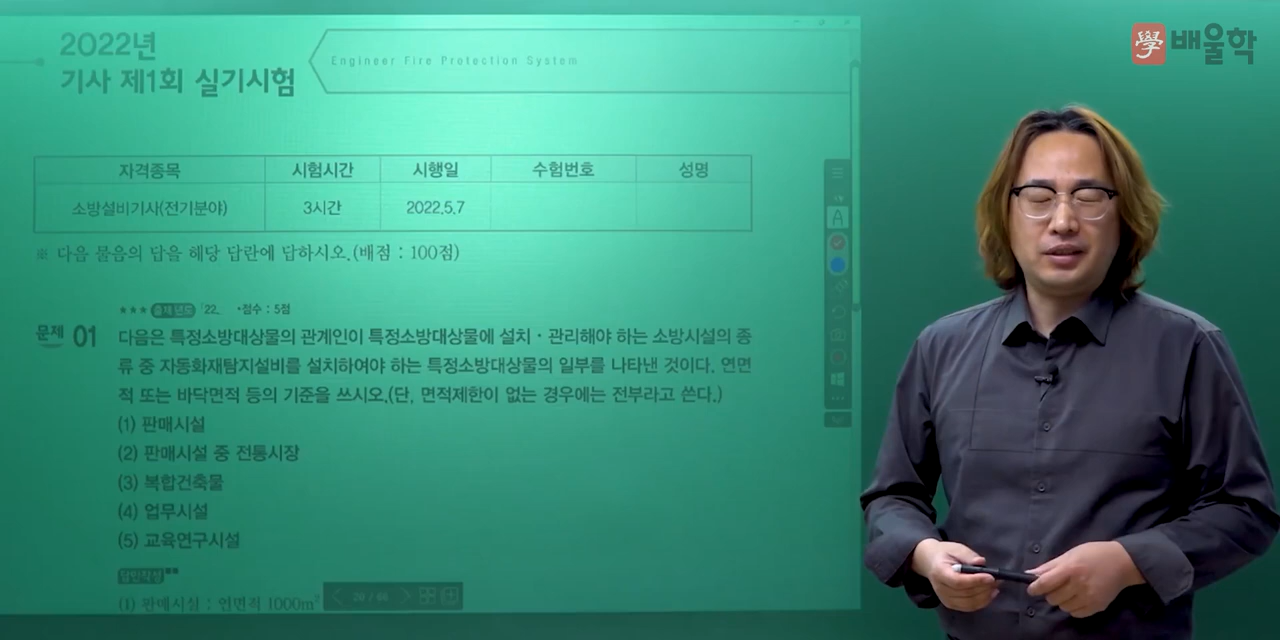 學 배울학
2022년
기사 제1회 실기시험
Engineer Fire Protection System
자격종목 시험시간 시행일 수험번호 성명
소방설비기사(전기분야) 3시간 2022.5.7
※ 다음 물음의 답을 해당 답란에 답하시오.(배점 : 100점)
★★★ 출제년도 '22. •점수 : 5점
문제 01 다음은 특정소방대상물의 관계인이 특정소방대상물에 설치·관리해야 하는 소방시설의 종
류 중 자동화재탐지설비를 설치하여야 하는 특정소방대상물의 일부를 나타낸 것이다. 연면
적 또는 바닥면적 등의 기준을 쓰시오.(단, 면적제한이 없는 경우에는 전부라고 쓴다.)
(1) 판매시설
(2) 판매시설 중 전통시장
(3) 복합건축물
(4) 업무시설
(5) 교육연구시설
답안작성
(1) 판매시설 : 연면적 1000m²
A